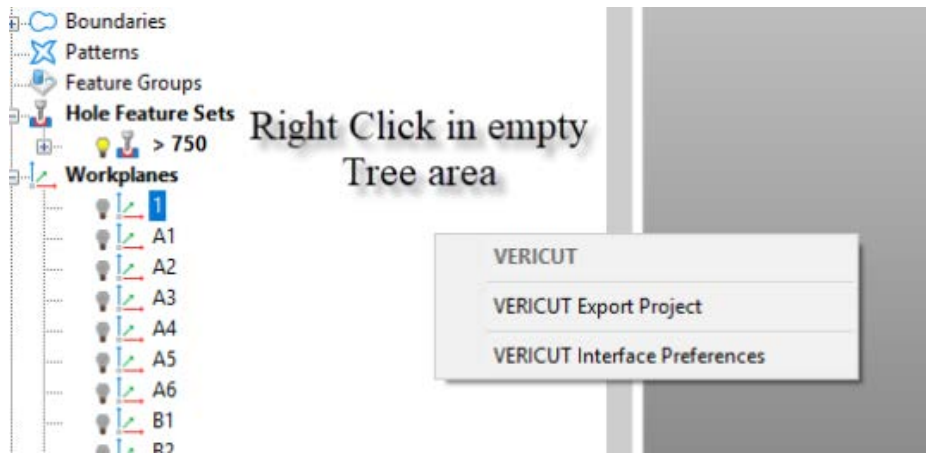 Boundaries
Patterns
Feature Groups
Hole Feature Sets
> 750
Right Click in empty
Tree area
Workplanes
1
A1
A2
A3
A4
A5
A6
B1
B2
VERICUT
VERICUT Export Project
VERICUT Interface Preferences